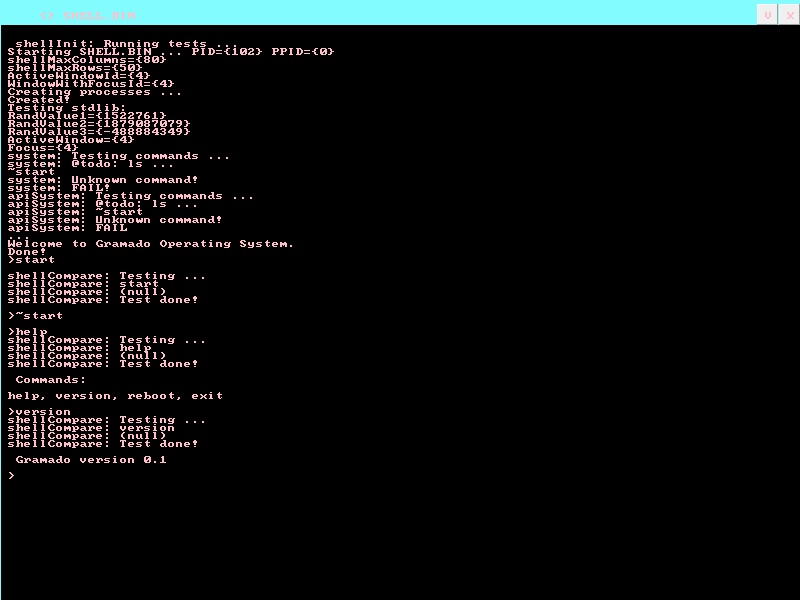 SHELL.BIN
v x
shellInit: Running tests ...
Starting SHELL.BIN ... PID={102} PPID={0}
shellMaxColumns={80}
shellMaxRows={50}
ActiveWindowId={4}
WindowWithFocusId={4}
Creating processes ...
Created!
Testing stdlib:
RandValue1={1522761}
RandValue2={1879087079}
RandValue3={-488884349}
ActiveWindow={4}
Focus={4}
system: Testing commands ...
system: @todo: ls ...
~start
system: Unknown command!
system: FAIL!
apiSystem: Testing commands ...
apiSystem: @todo: ls ...
apiSystem: ~start
apiSystem: Unknown command!
apiSystem: FAIL
...
Welcome to Gramado Operating System.
Done!
>start
shellCompare: Testing ...
shellCompare: start
shellCompare: (null)
shellCompare: Test done!
>~start
>help
shellCompare: Testing ...
shellCompare: help
shellCompare: (null)
shellCompare: Test done!
Commands:
help, version, reboot, exit
>version
shellCompare: Testing ...
shellCompare: version
shellCompare: (null)
shellCompare: Test done!
Gramado version 0.1
>